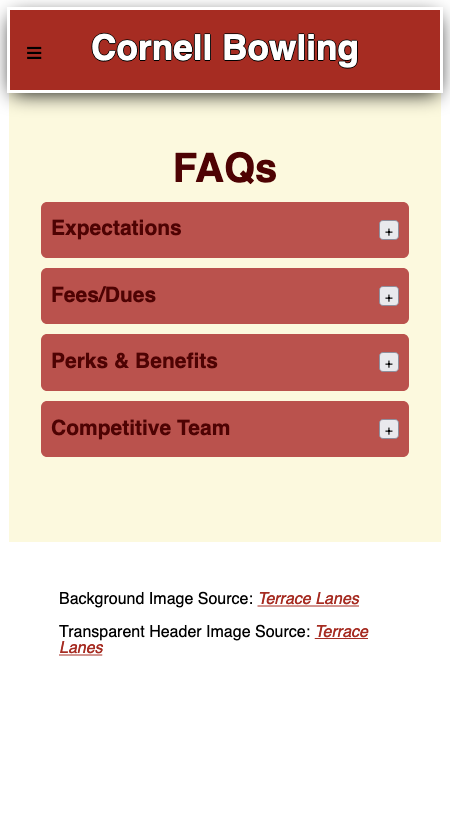 ≡ Cornell Bowling
FAQs
Expectations +
Fees/Dues +
Perks & Benefits +
Competitive Team +
Background Image Source: Terrace Lanes
Transparent Header Image Source: Terrace
Lanes